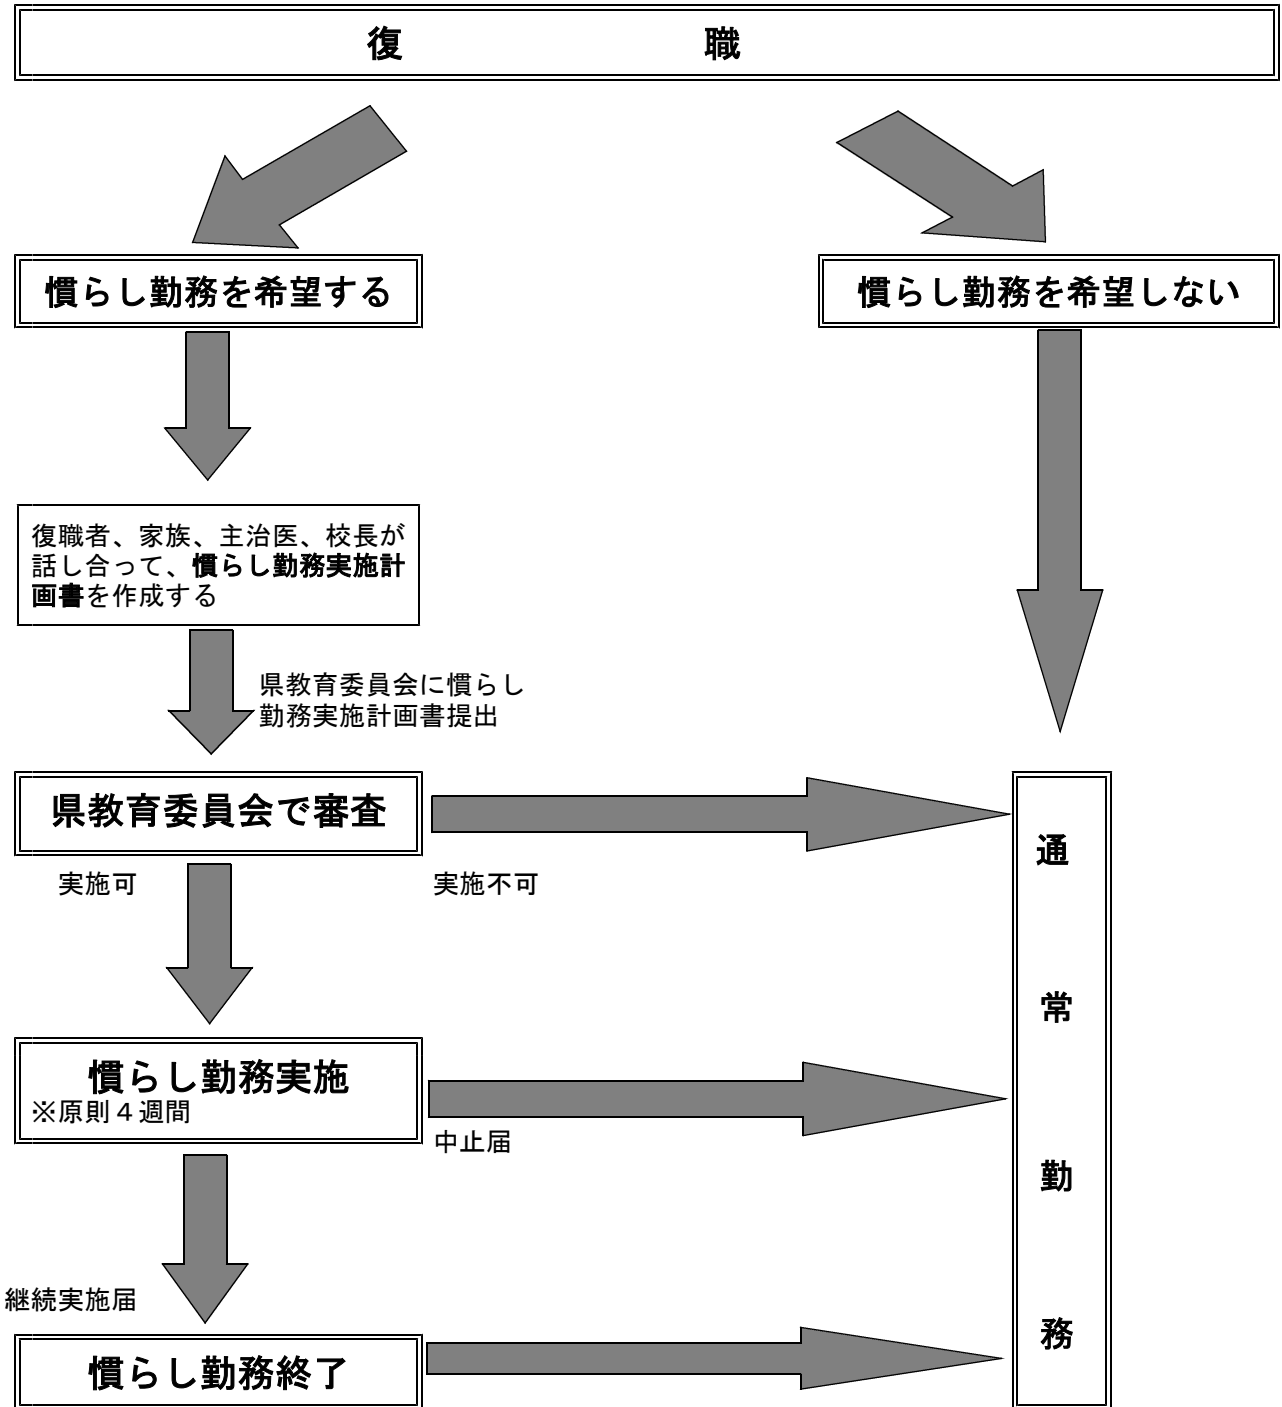 復 職
慣らし勤務を希望する
慣らし勤務を希望しない
復職者、家族、主治医、校長が
話し合って、慣らし勤務実施計
画書を作成する
県教育委員会に慣らし
勤務実施計画書提出
県教育委員会で審査
実施可
実施不可
慣らし勤務実施
※原則４週間
中止届
継続実施届
慣らし勤務終了
通
常
勤
務